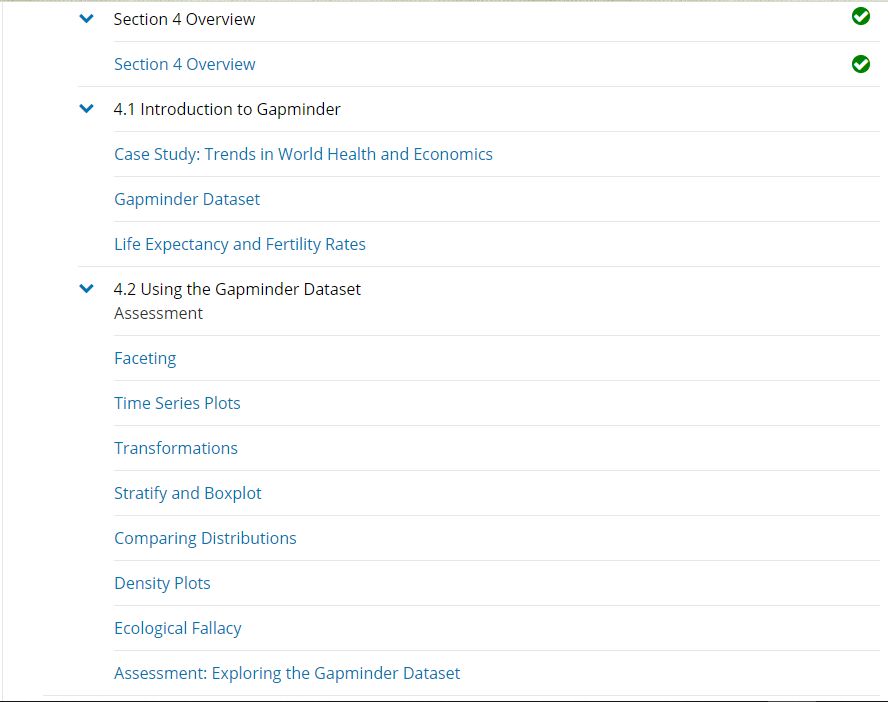 Section 4 Overview
Section 4 Overview
4.1 Introduction to Gapminder
Case Study: Trends in World Health and Economics
Gapminder Dataset
Life Expectancy and Fertility Rates
4.2 Using the Gapminder Dataset
Assessment
Faceting
Time Series Plots
Transformations
Stratify and Boxplot
Comparing Distributions
Density Plots
Ecological Fallacy
Assessment: Exploring the Gapminder Dataset